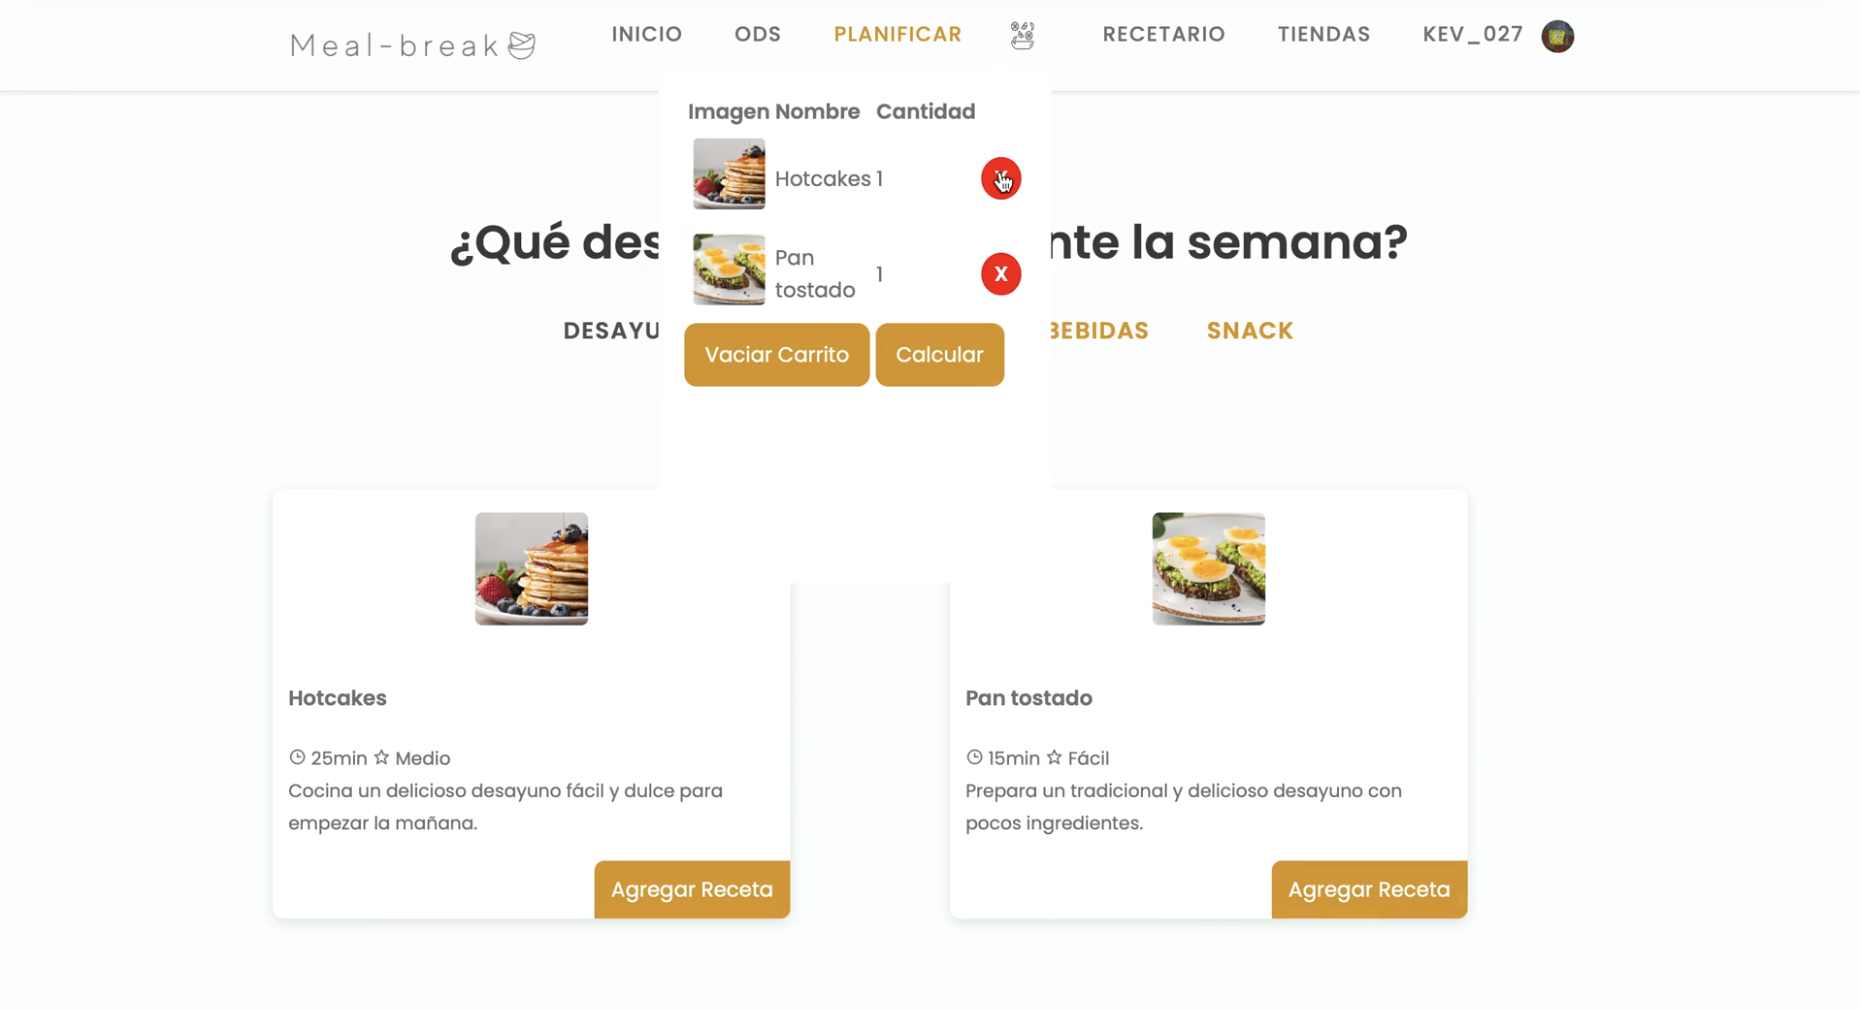 Meal-break
INICIO ODS PLANIFICAR RECETARIO TIENDAS KEV_027
Imagen Nombre Cantidad
Hotcakes 1
Pan tostado 1 X
Vaciar Carrito Calcular
¿Qué des nte la semana?
DESAYU BEBIDAS SNACK
Hotcakes
25min Medio
Cocina un delicioso desayuno fácil y dulce para
empezar la mañana.
Agregar Receta
Pan tostado
15min Fácil
Prepara un tradicional y delicioso desayuno con
pocos ingredientes.
Agregar Receta